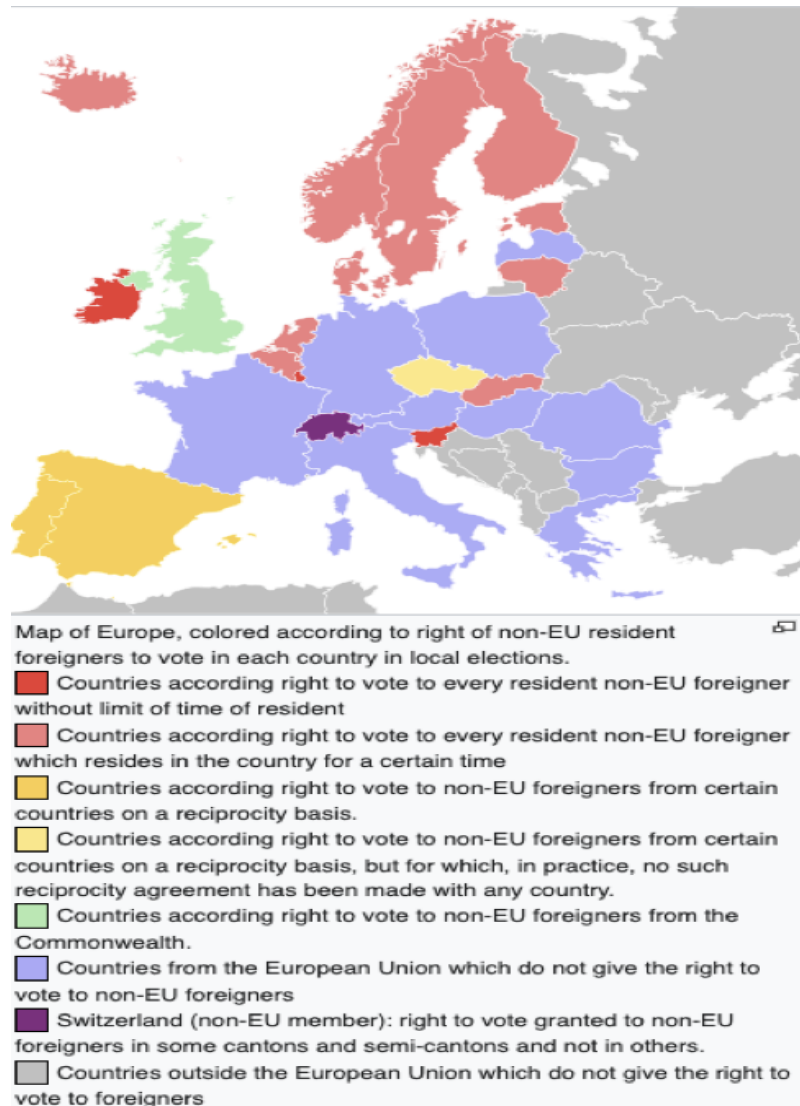 Map of Europe, colored according to right of non-EU resident
foreigners to vote in each country in local elections.
Countries according right to vote to every resident non-EU foreigner
without limit of time of resident
Countries according right to vote to every resident non-EU foreigner
which resides in the country for a certain time
Countries according right to vote to non-EU foreigners from certain
countries on a reciprocity basis.
Countries according right to vote to non-EU foreigners from certain
countries on a reciprocity basis, but for which, in practice, no such
reciprocity agreement has been made with any country.
Countries according right to vote to non-EU foreigners from the
Commonwealth.
Countries from the European Union which do not give the right to
vote to non-EU foreigners
Switzerland (non-EU member): right to vote granted to non-EU
foreigners in some cantons and semi-cantons and not in others.
Countries outside the European Union which do not give the right to
vote to foreigners